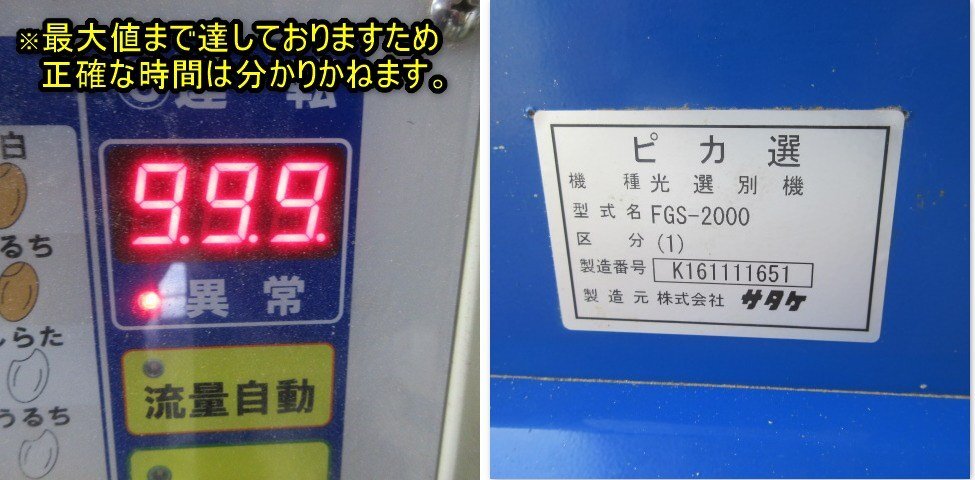 ※最大値まで達しておりますため
正確な時間は分かりかねます。
運転
9.9.9.
異常
流量自動
白
るち
しらた
うるち
ピカ選
機種 光選別機
型式名 FGS-2000
区分 (1)
製造番号 K161111651
製造元 株式会社 サタケ